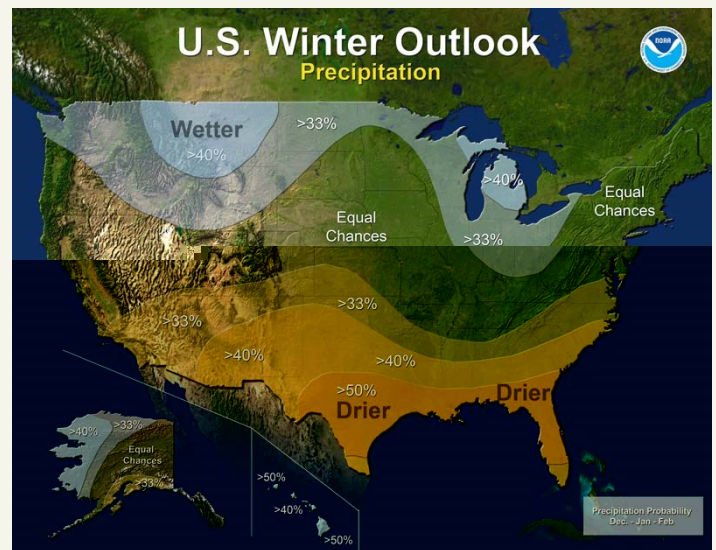 U.S. Winter Outlook
Precipitation
NOAA
Wetter
>40%
>33%
>40%
Equal
Chances
Equal
Chances
>33%
>33%
>33%
>40%
>40%
>50%
Drier
Drier
>40%
>33%
Equal
Chances
>33%
>50%
>40%
>50%
Precipitation Probability
Dec. - Jan - Feb